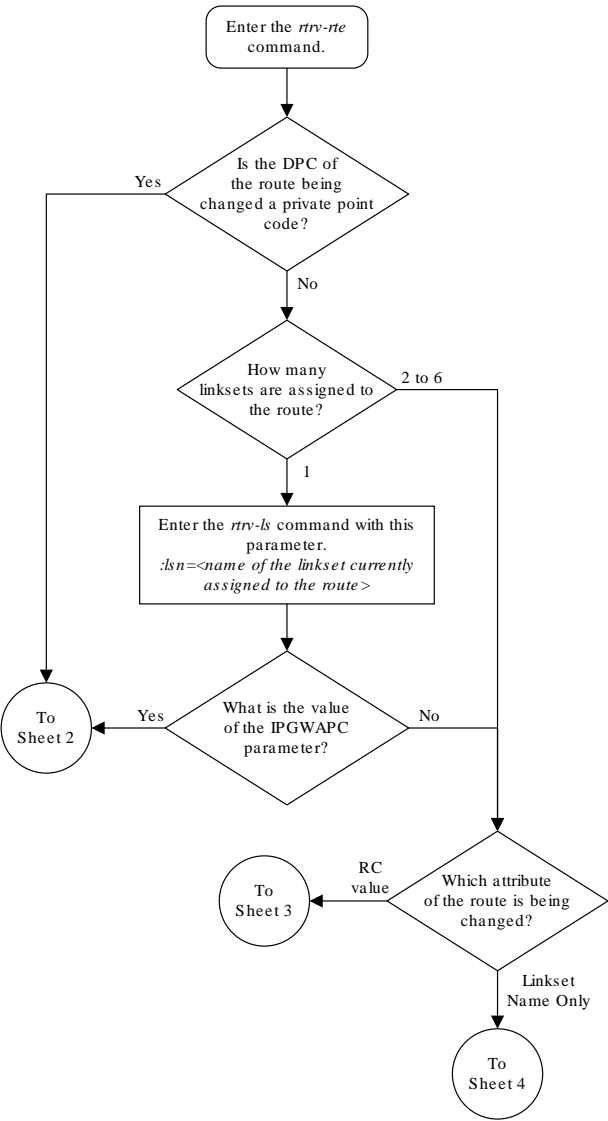 Enter the rtrv-rte
command.
Is the DPC of
the route being
changed a private point
code?
Yes
No
How many
linksets are assigned to
the route?
2 to 6
1
Enter the rtrv-ls command with this
parameter.
:lsn=<name of the linkset currently
assigned to the route>
What is the value
of the IPGWAPC
parameter?
Yes
No
To
Sheet 2
Which attribute
of the route is being
changed?
RC
value
To
Sheet 3
Linkset
Name Only
To
Sheet 4